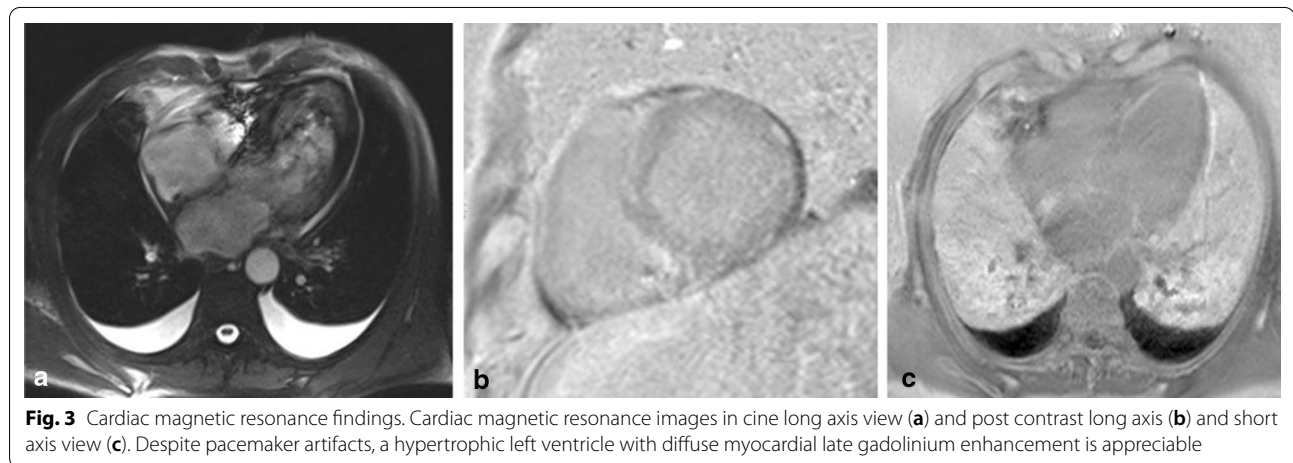 a
b
c
Fig. 3 Cardiac magnetic resonance findings. Cardiac magnetic resonance images in cine long axis view (a) and post contrast long axis (b) and short
axis view (c). Despite pacemaker artifacts, a hypertrophic left ventricle with diffuse myocardial late gadolinium enhancement is appreciable